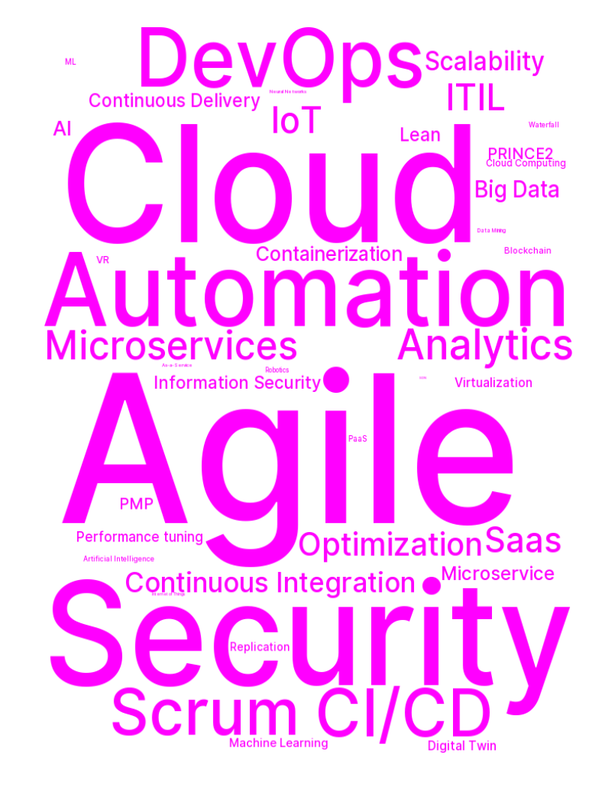 DevOps
Scalability
ML
ITIL
Continuous Delivery
IoT
AI
Lean
Waterfall
Cloud
PRINCE2
Cloud Computing
Big Data
Data Mining
Containerization
Blockchain
VR
Automation
Microservices
Analytics
Robotics
Information Security
Virtualization
Agile
PaaS
PMP
Performance tuning
Optimization
Saas
Artificial Intelligence
Microservice
Continuous Integration
Security
Replication
Scrum
CI/CD
Machine Learning
Digital Twin